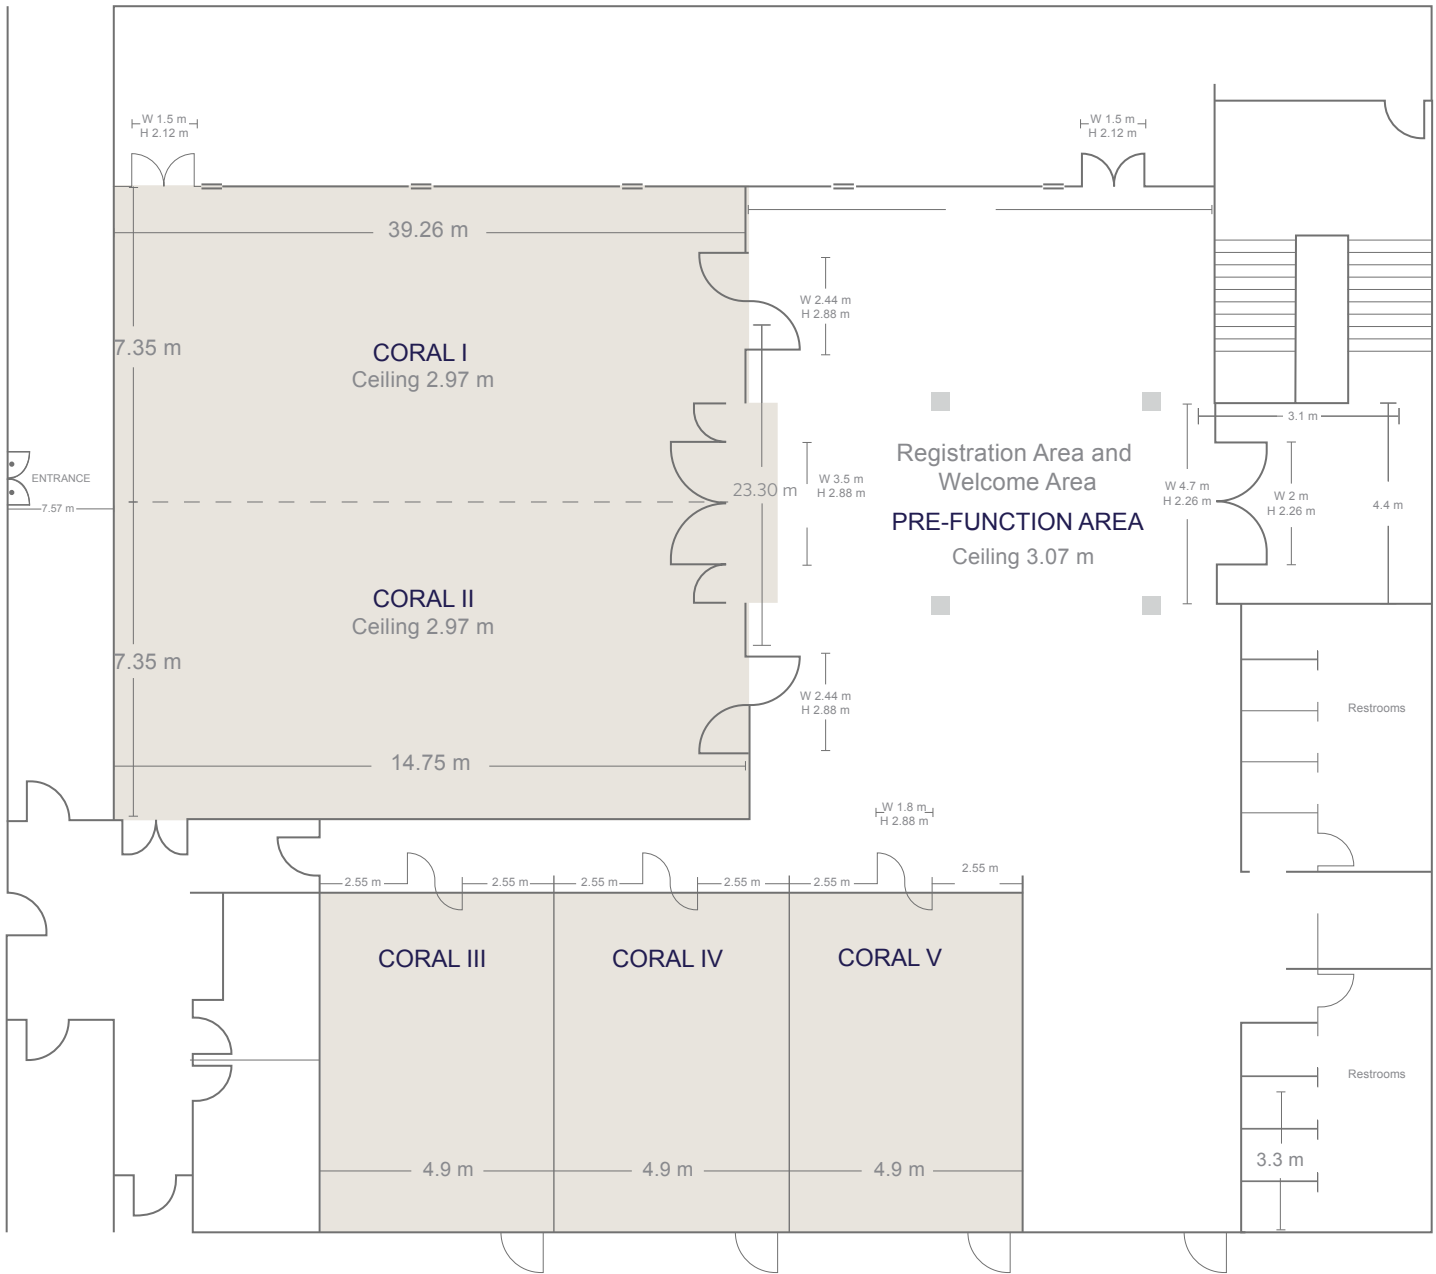 W 1.5 m
H 2.12 m
W 1.5 m
H 2.12 m
39.26 m
W 2.44 m
H 2.88 m
7.35 m
CORAL I
Ceiling 2.97 m
3.1 m
Registration Area and
Welcome Area
PRE-FUNCTION AREA
Ceiling 3.07 m
ENTRANCE
7.57 m
23.30 m
W 3.5 m
H 2.88 m
W 4.7 m
H 2.26 m
W 2 m
H 2.26 m
4.4 m
CORAL II
Ceiling 2.97 m
7.35 m
W 2.44 m
H 2.88 m
Restrooms
14.75 m
W 1.8 m
H 2.88 m
2.55 m
2.55 m
2.55 m
2.55 m
2.55 m
2.55 m
CORAL III
CORAL IV
CORAL V
Restrooms
4.9 m
4.9 m
4.9 m
3.3 m